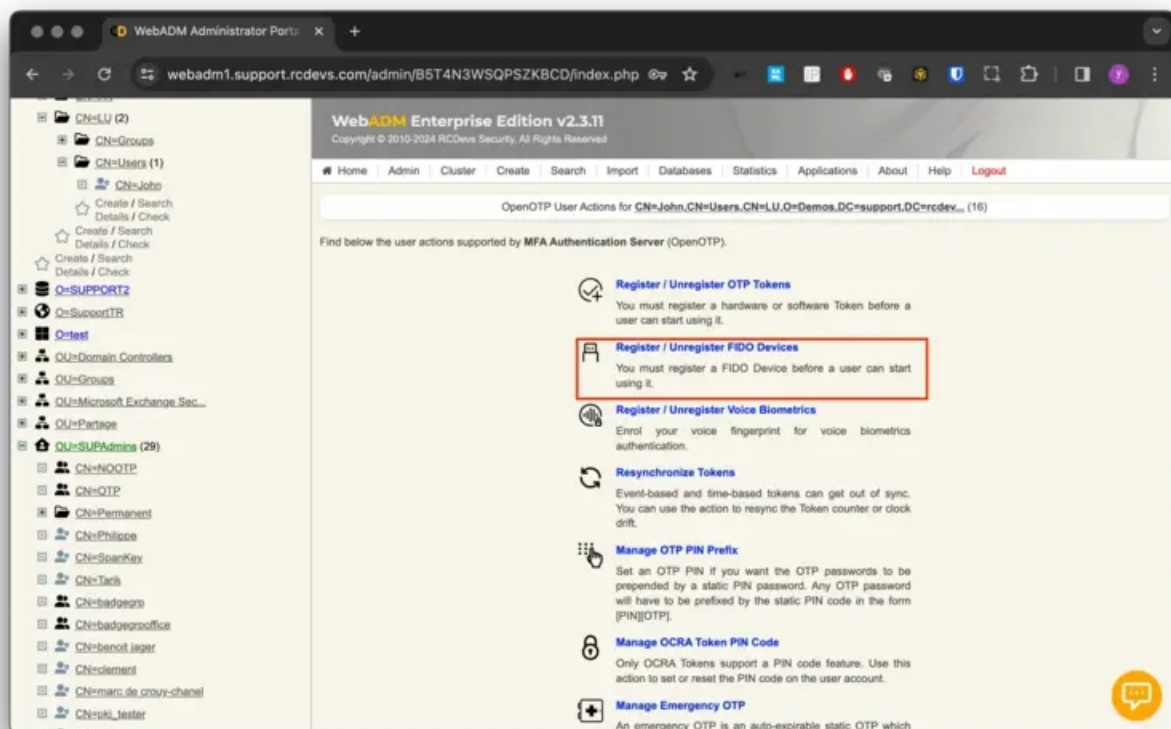 WebADM Administrator Porta
webadm1.support.rcdevs.com/admin/B5T4N3WSQPSZKBCD/index.php
CN=LU (2)
CN=Groups
CN=Users (1)
CN=John
Create / Search
Details / Check
Create / Search
Details / Check
Create / Search
Details / Check
O=SUPPORT2
O=SupportTR
O=test
OU=Domain Controllers
OU=Groups
OU=Microsoft Exchange Sec...
OU=Partage
OU=SUPAdmins (29)
CN=NOOTP
CN=OTP
CN=Permanent
CN=Philippe
CN=SpanKey
CN=Tarik
CN=badgegrp
CN=badgegrpoffice
CN=benoit jager
CN=clement
CN=marc de crouy-chanel
CN=pki_tester
WebADM Enterprise Edition v2.3.11
Copyright © 2010-2024 RCDevs Security, All Rights Reserved
Home Admin Cluster Create Search Import Databases Statistics Applications About Help Logout
OpenOTP User Actions for CN=John,CN=Users,CN=LU,O=Demos,DC=support,DC=rcdev... (16)
Find below the user actions supported by MFA Authentication Server (OpenOTP).
Register / Unregister OTP Tokens
You must register a hardware or software Token before a
user can start using it.
Register / Unregister FIDO Devices
You must register a FIDO Device before a user can start
using it.
Register / Unregister Voice Biometrics
Enrol your voice fingerprint for voice biometrics
authentication.
Resynchronize Tokens
Event-based and time-based tokens can get out of sync.
You can use the action to resync the Token counter or clock
drift.
Manage OTP PIN Prefix
Set an OTP PIN if you want the OTP passwords to be
prepended by a static PIN password. Any OTP password
will have to be prefixed by the static PIN code in the form
[PIN][OTP].
Manage OCRA Token PIN Code
Only OCRA Tokens support a PIN code feature. Use this
action to set or reset the PIN code on the user account.
Manage Emergency OTP
An emergency OTP is an auto-expirable static OTP which